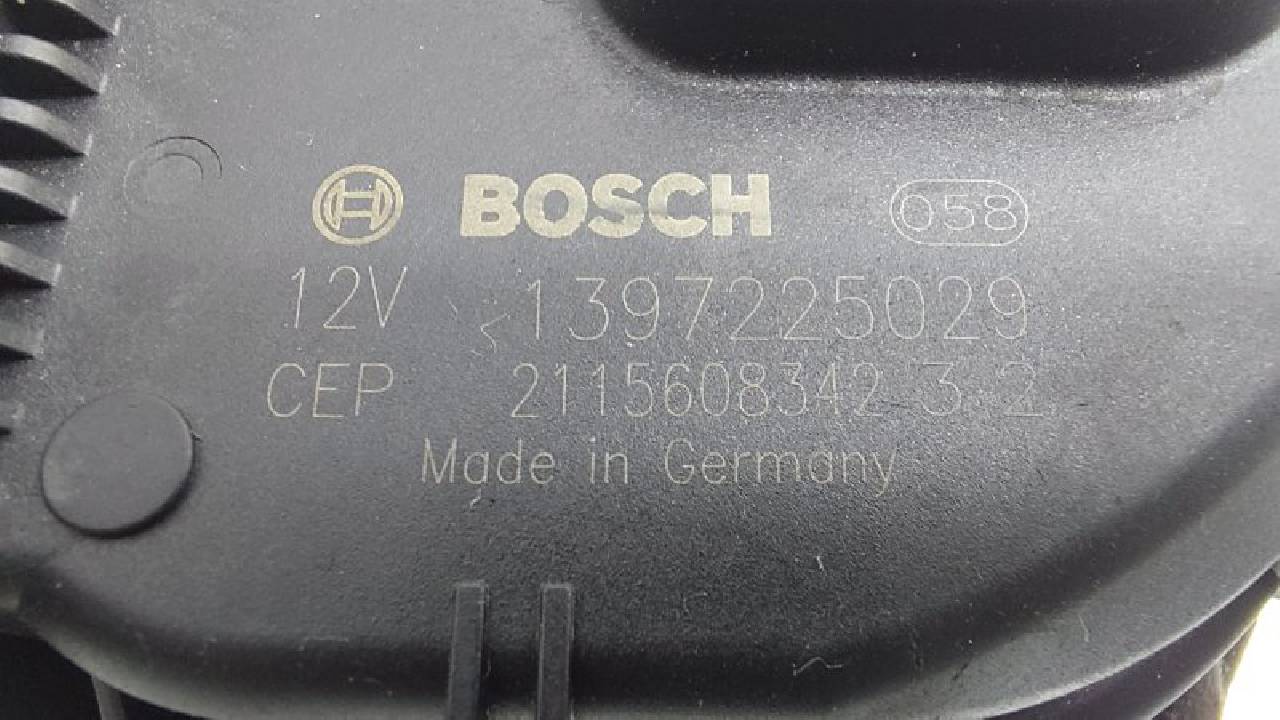 BOSCH 058
12V 1397225029
CEP 2115608342 3 2
Made in Germany